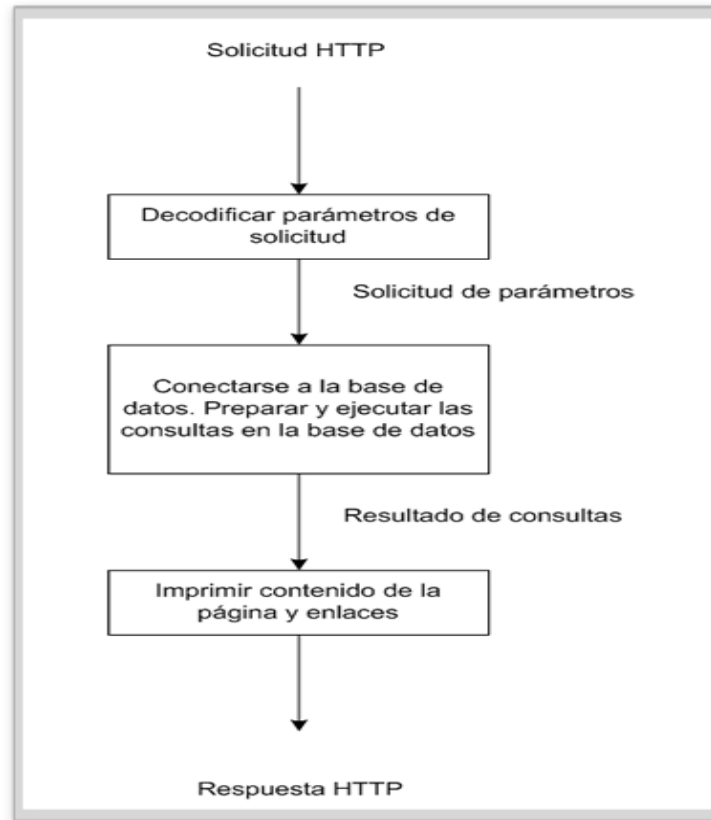 Solicitud HTTP
Decodificar parámetros de
solicitud
Solicitud de parámetros
Conectarse a la base de
datos. Preparar y ejecutar las
consultas en la base de datos
Resultado de consultas
Imprimir contenido de la
página y enlaces
Respuesta HTTP